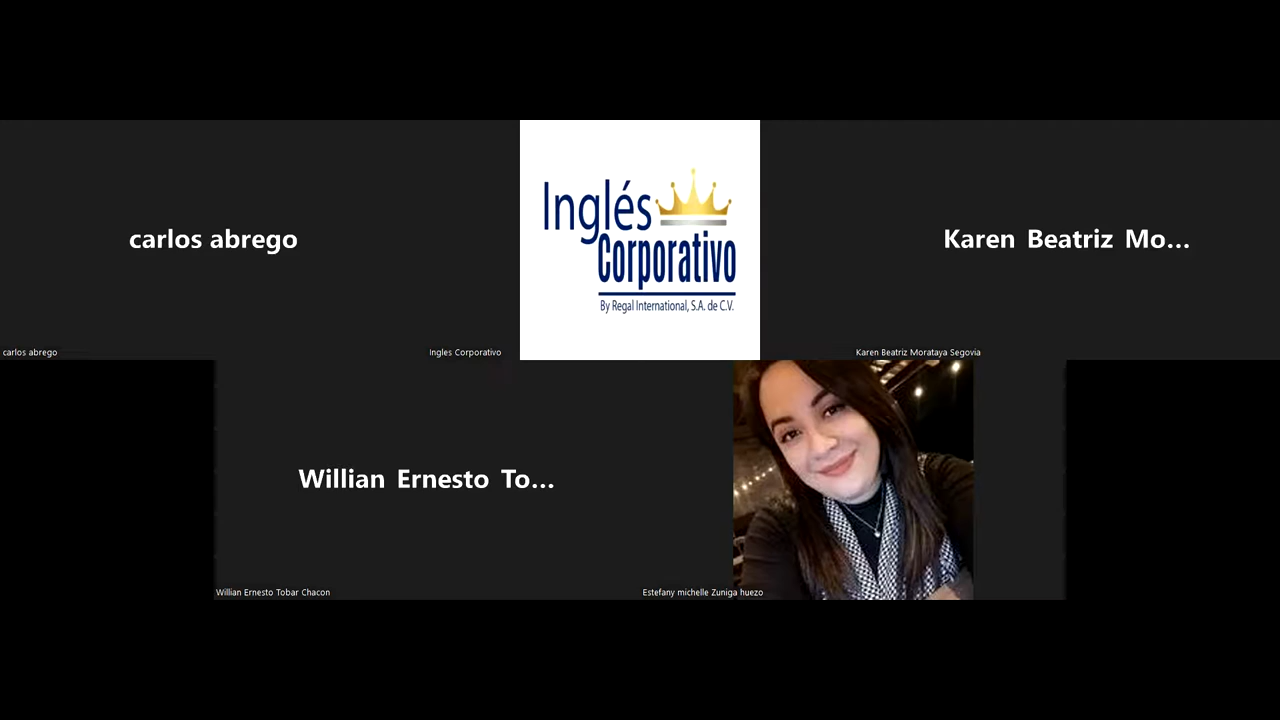 carlos abrego
Inglés
Corporativo
By Regal International, S.A. de C.V.
Karen Beatriz Mo...
carlos abrego
Ingles Corporativo
Karen Beatriz Morataya Segovia
Willian Ernesto To...
Willian Ernesto Tobar Chacon
Estefany michelle Zuniga huezo